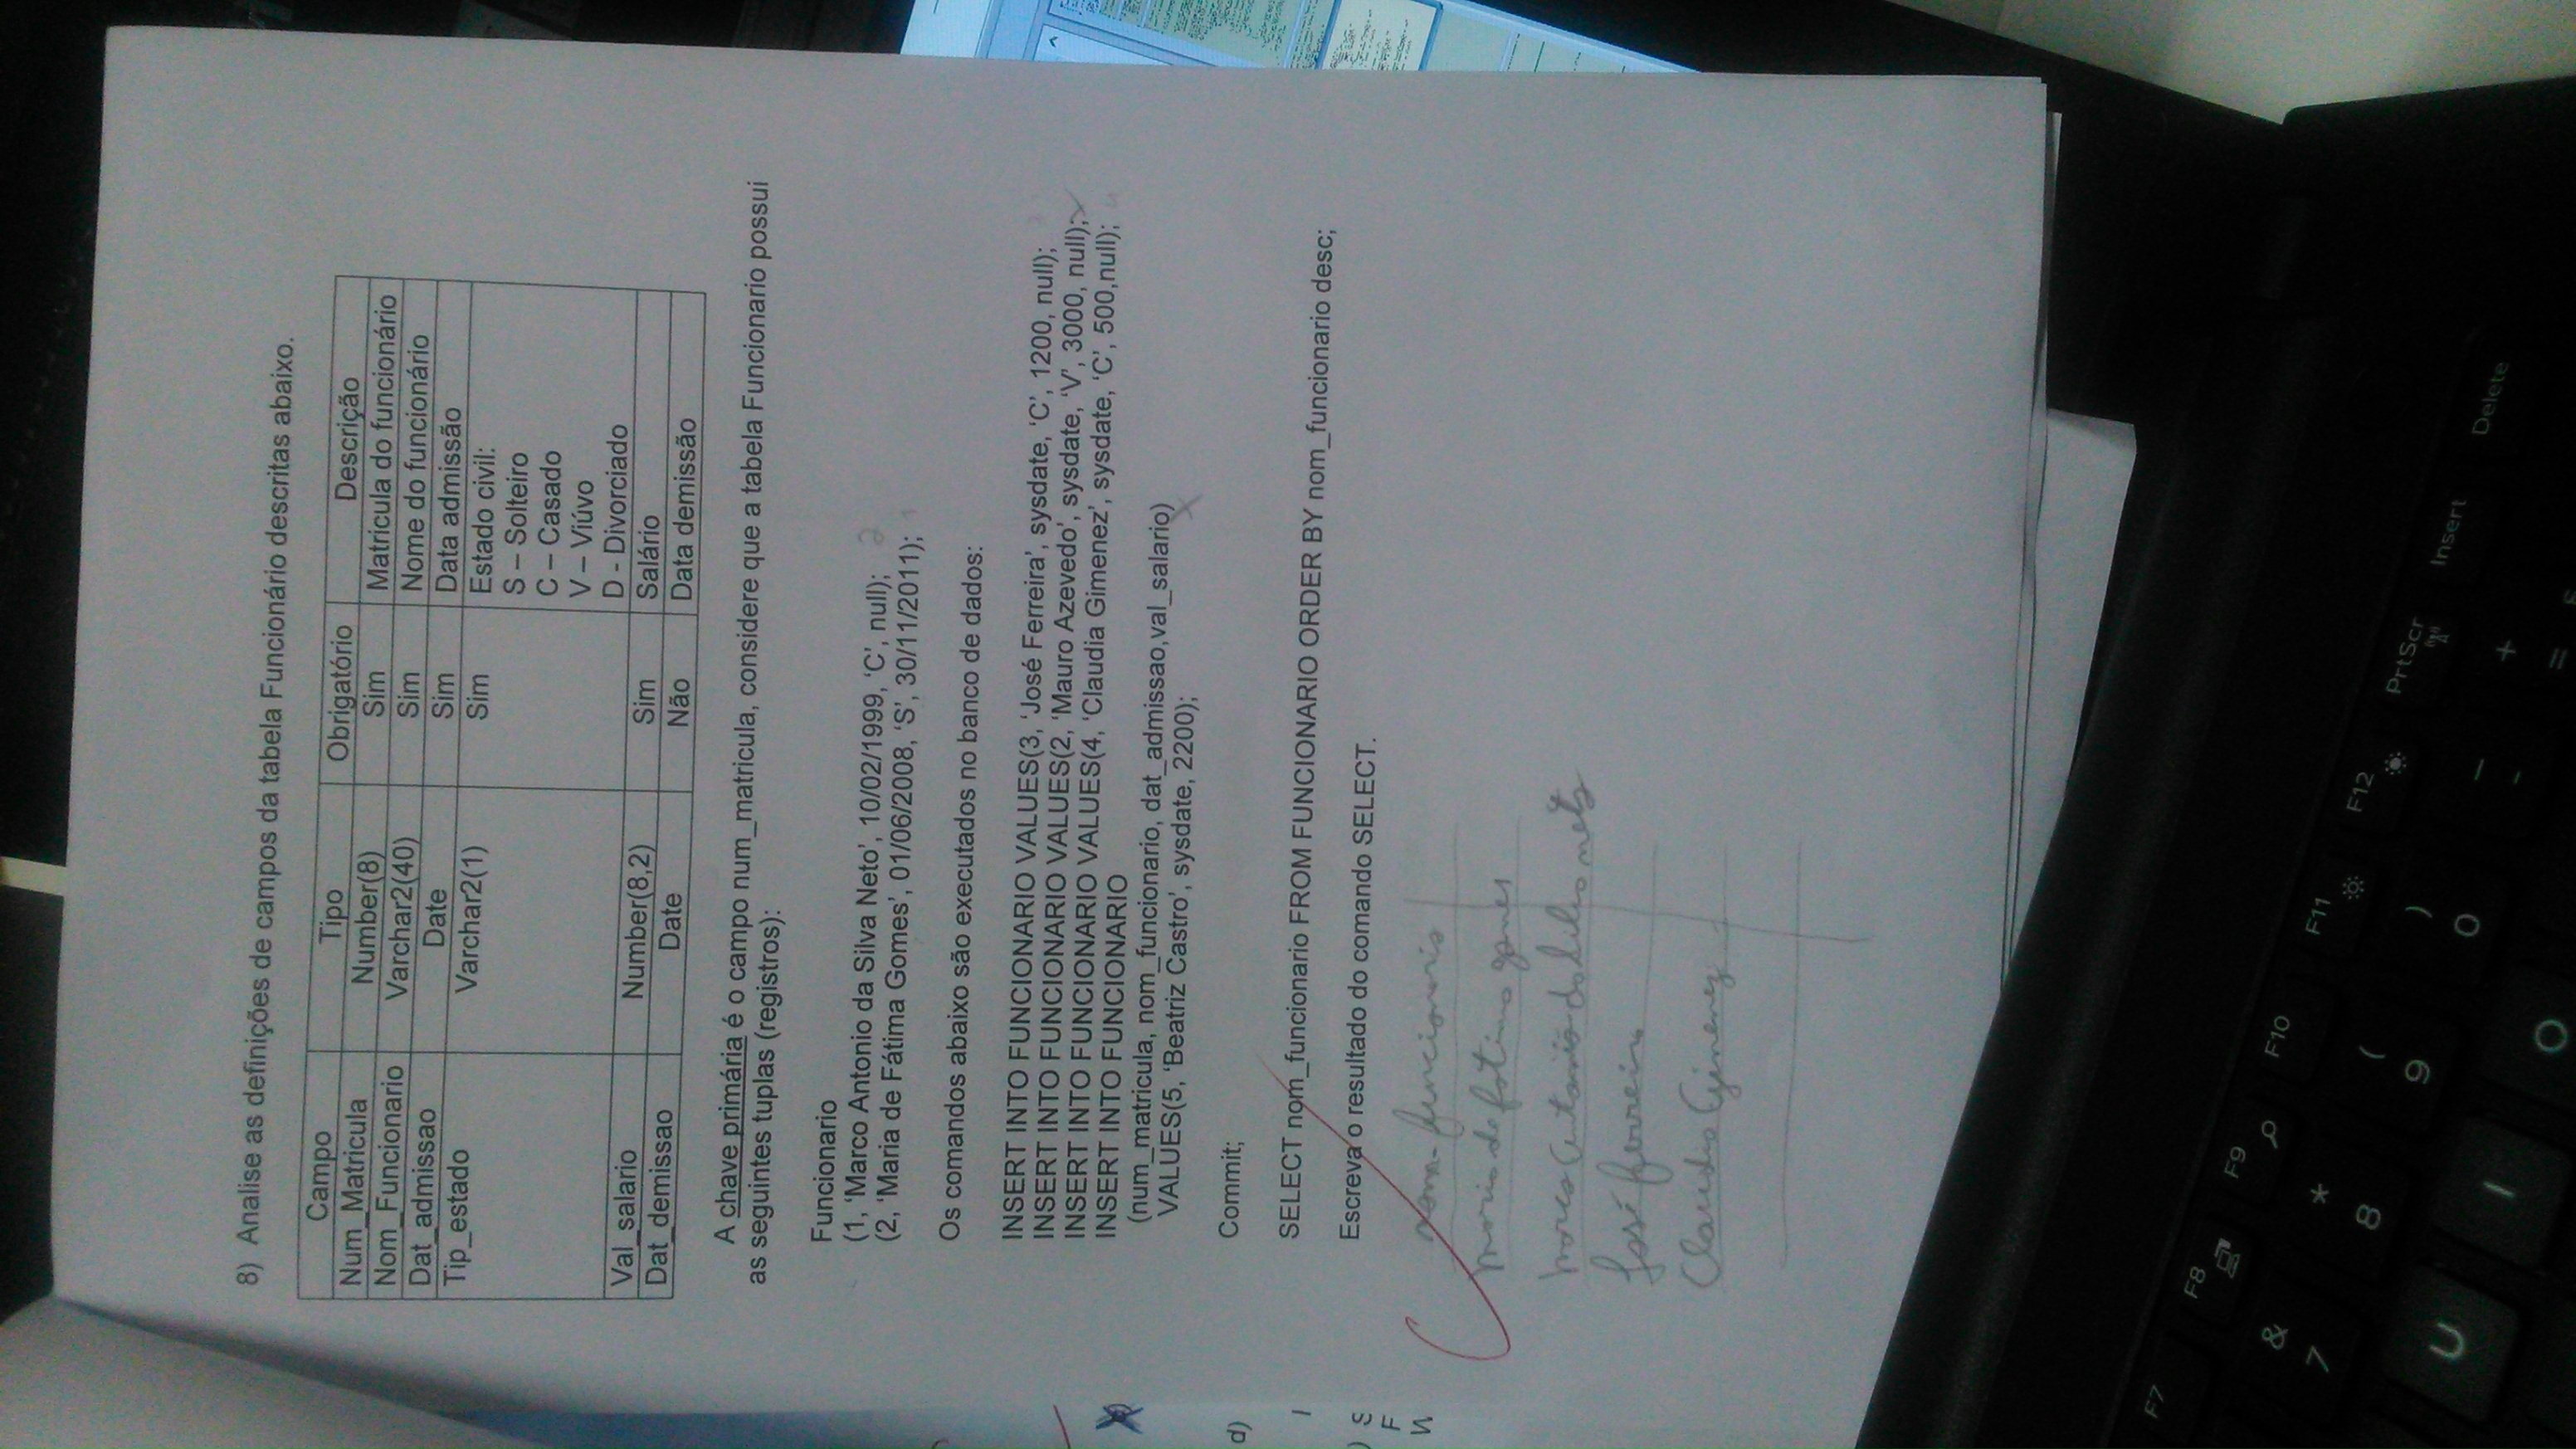 8) Analise as definições de campos da tabela Funcionário descritas abaixo.
Campo Tipo Obrigatório Descrição
Num_Matricula Number(8) Sim Matricula do funcionário
Nom_Funcionario Varchar2(40) Sim Nome do funcionário
Dat_admissao Date Sim Data admissão
Tip_estado Varchar2(1) Sim Estado civil:
S – Solteiro
C – Casado
V – Viúvo
D - Divorciado
Val_salario Number(8,2) Sim Salário
Dat_demissao Date Não Data demissão
A chave primária é o campo num_matricula, considere que a tabela Funcionario possui
as seguintes tuplas (registros):
Funcionario
(1, ‘Marco Antonio da Silva Neto’, 10/02/1999, ‘C’, null); 2
(2, ‘Maria de Fátima Gomes’, 01/06/2008, ‘S’, 30/11/2011);
Os comandos abaixo são executados no banco de dados:
INSERT INTO FUNCIONARIO VALUES(3, ‘José Ferreira’, sysdate, ‘C’, 1200, null);
INSERT INTO FUNCIONARIO VALUES(2, ‘Mauro Azevedo’, sysdate, ‘V’, 3000, null);
INSERT INTO FUNCIONARIO VALUES(4, ‘Claudia Gimenez’, sysdate, ‘C’, 500,null);
INSERT INTO FUNCIONARIO
(num_matricula, nom_funcionario, dat_admissao,val_salario)
VALUES(5, ‘Beatriz Castro’, sysdate, 2200);
Commit;
SELECT nom_funcionario FROM FUNCIONARIO ORDER BY nom_funcionario desc;
Escreva o resultado do comando SELECT.
nom_funcionario
maria de fatima gomes
marco Antonio da Silva neto
José Ferreira
Claudia Gimenez
d)
F
F7
F8
F9
F10
F11
F12
PrtScr
Insert
Delete
&
7
*
8
(
9
)
0
_
-
+
=
U
I
O